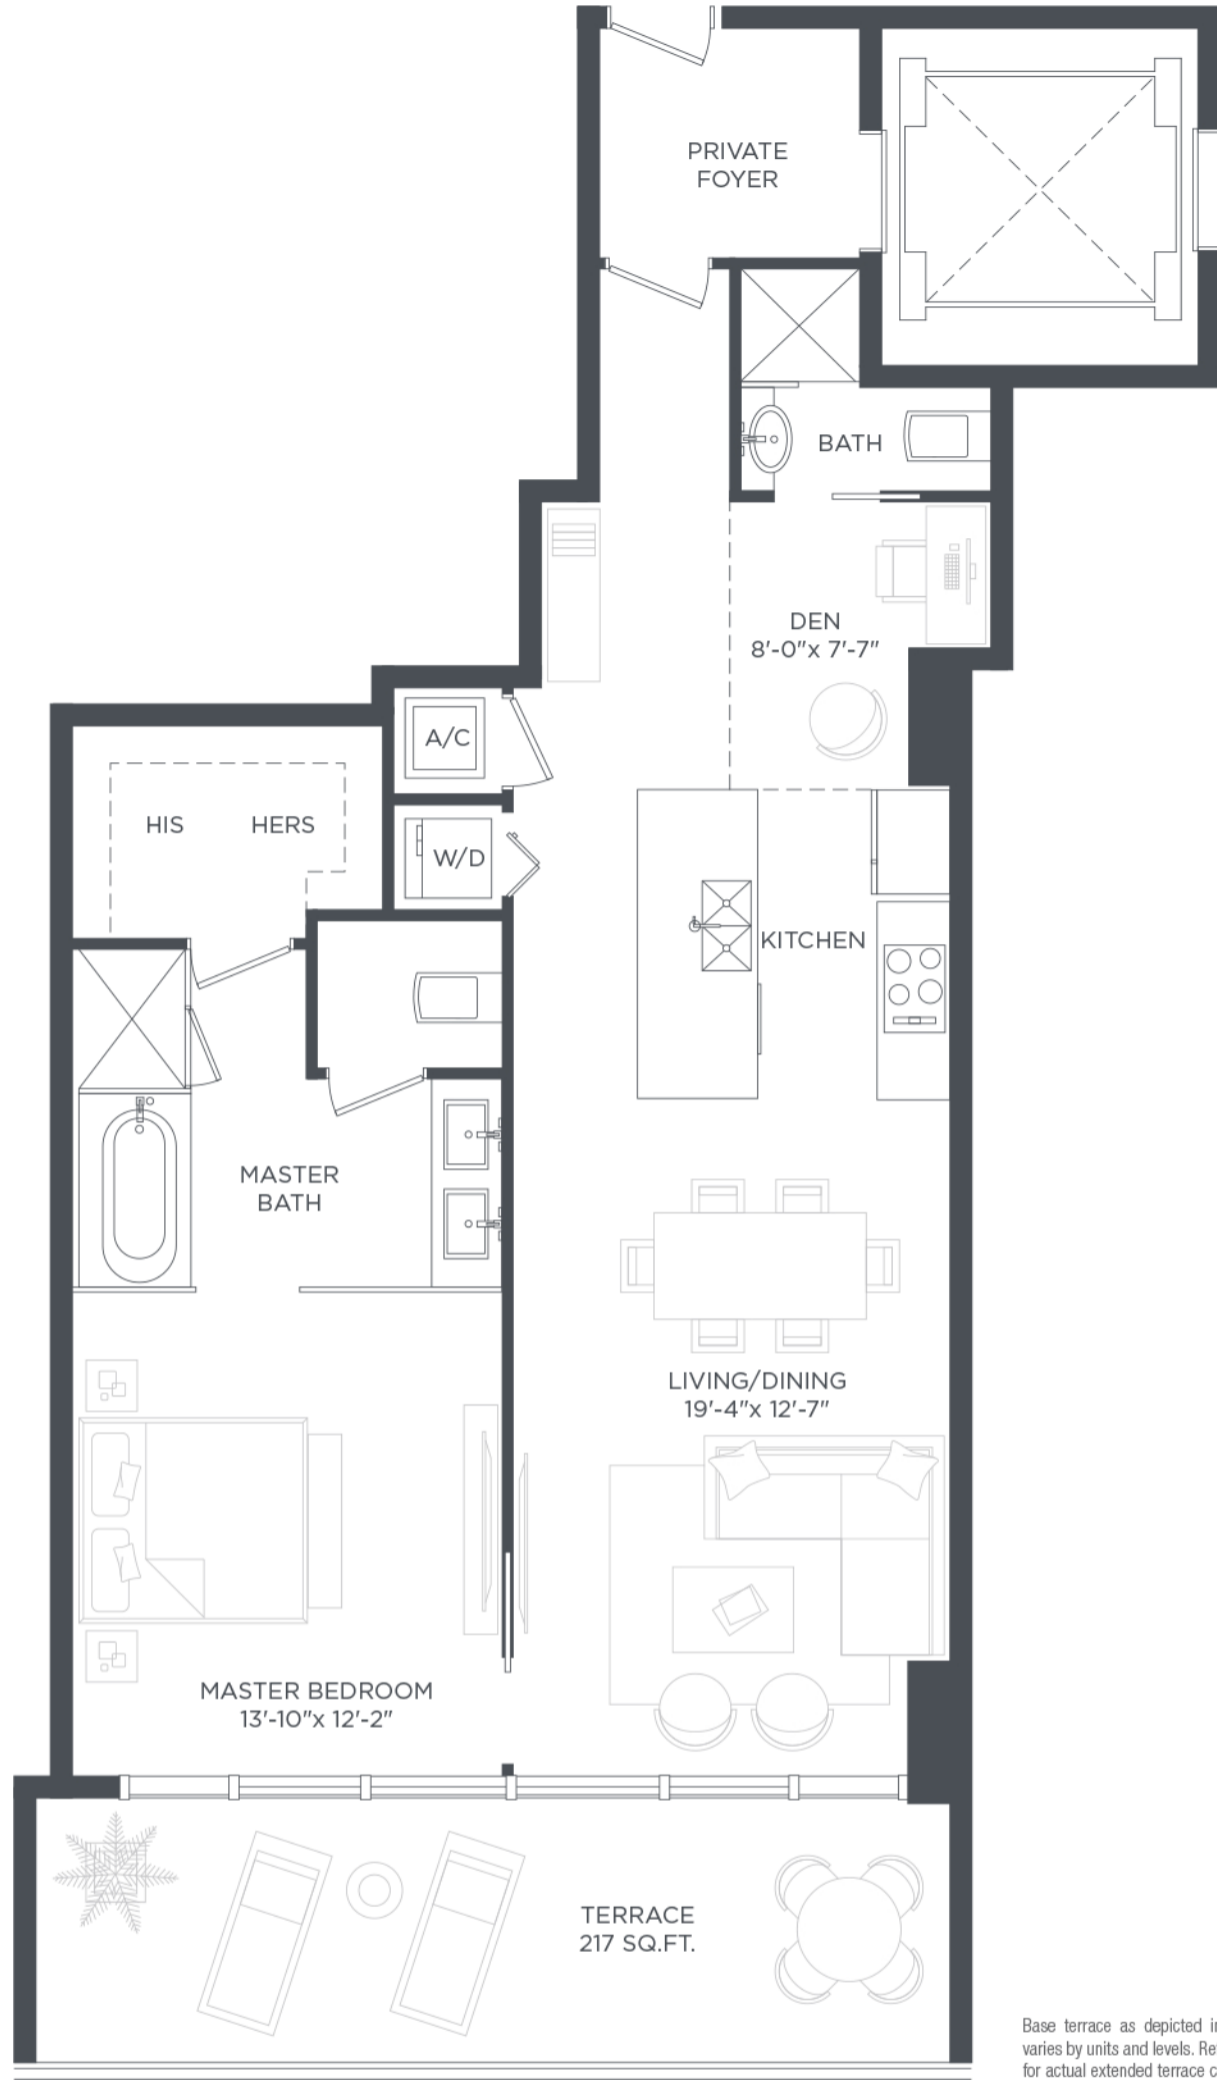 PRIVATE
FOYER
BATH
DEN
8'-0"x 7'-7"
A/C
HIS HERS
W/D
KITCHEN
MASTER
BATH
LIVING/DINING
19'-4"x 12'-7"
MASTER BEDROOM
13'-10"x 12'-2"
TERRACE
217 SQ.FT.
Base terrace as depicted
varies by units and levels.
for actual extended terrace